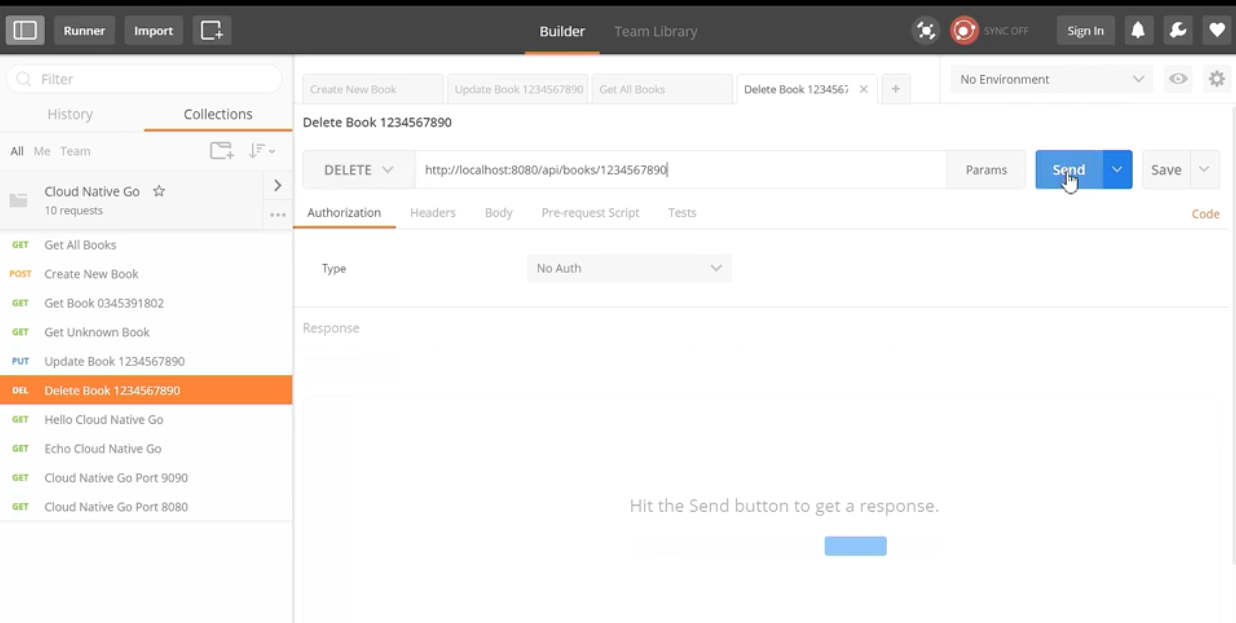 Runner Import Builder Team Library SYNC OFF Sign In
Filter
History Collections
All Me Team
Cloud Native Go
10 requests
GET Get All Books
POST Create New Book
GET Get Book 0345391802
GET Get Unknown Book
PUT Update Book 1234567890
DEL Delete Book 1234567890
GET Hello Cloud Native Go
GET Echo Cloud Native Go
GET Cloud Native Go Port 9090
GET Cloud Native Go Port 8080
Create New Book Update Book 1234567890 Get All Books Delete Book 1234567 No Environment
Delete Book 1234567890
DELETE http://localhost:8080/api/books/1234567890 Params Send Save
Authorization Headers Body Pre-request Script Tests Code
Type No Auth
Response
Hit the Send button to get a response.